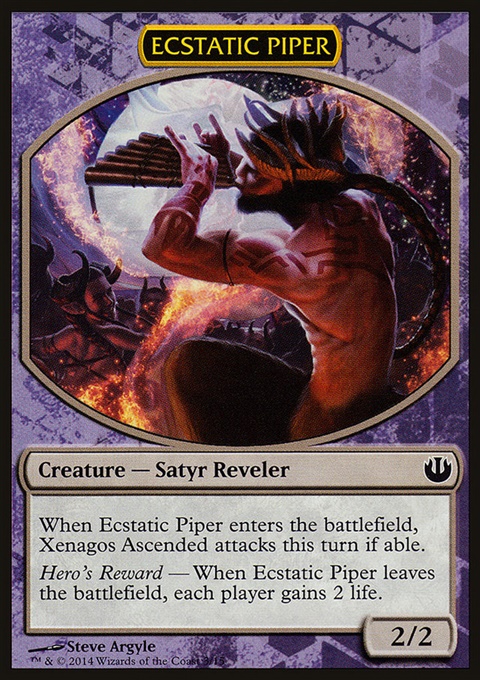 ECSTATIC PIPER
Creature — Satyr Reveler
When Ecstatic Piper enters the battlefield,
Xenagos Ascended attacks this turn if able.
Hero's Reward — When Ecstatic Piper leaves
the battlefield, each player gains 2 life.
2/2
Steve Argyle
™ & © 2014 Wizards of the Coast 3/15